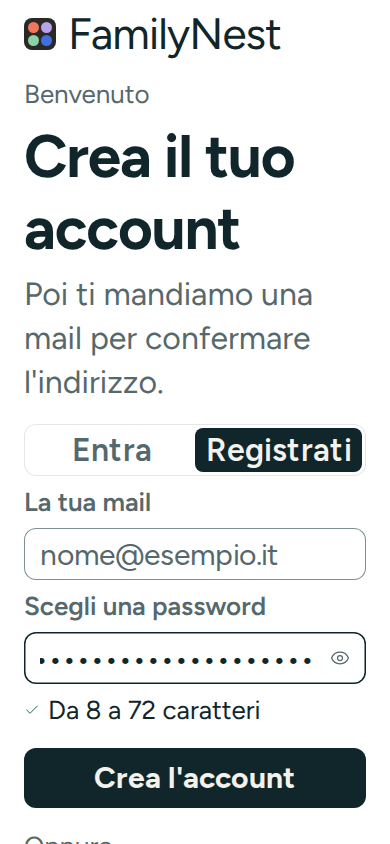 FamilyNest
Benvenuto
Crea il tuo
account
Poi ti mandiamo una
mail per confermare
l'indirizzo.
Entra
Registrati
La tua mail
nome@esempio.it
Scegli una password
Da 8 a 72 caratteri
Crea l'account